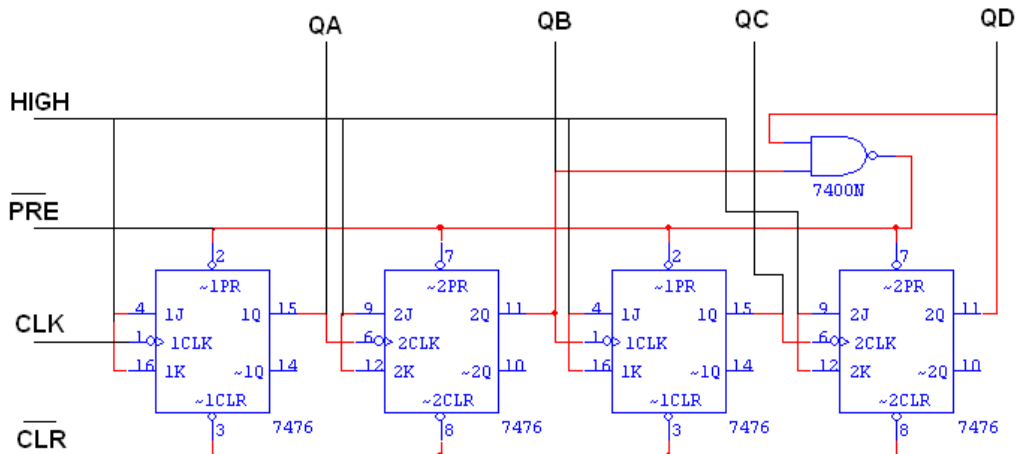 QA QB QC QD
HIGH
7400N
PRE
2 7 2 7
~1PR ~2PR ~1PR ~2PR
4 1J 1Q 15 9 2J 2Q 11 4 1J 1Q 15 9 2J 2Q 11
CLK 1 1CLK 6 2CLK 1 1CLK 6 2CLK
16 1K ~1Q 14 12 2K ~2Q 10 16 1K ~1Q 14 12 2K ~2Q 10
~1CLR ~2CLR ~1CLR ~2CLR
CLR 3 7476 8 7476 3 7476 8 7476